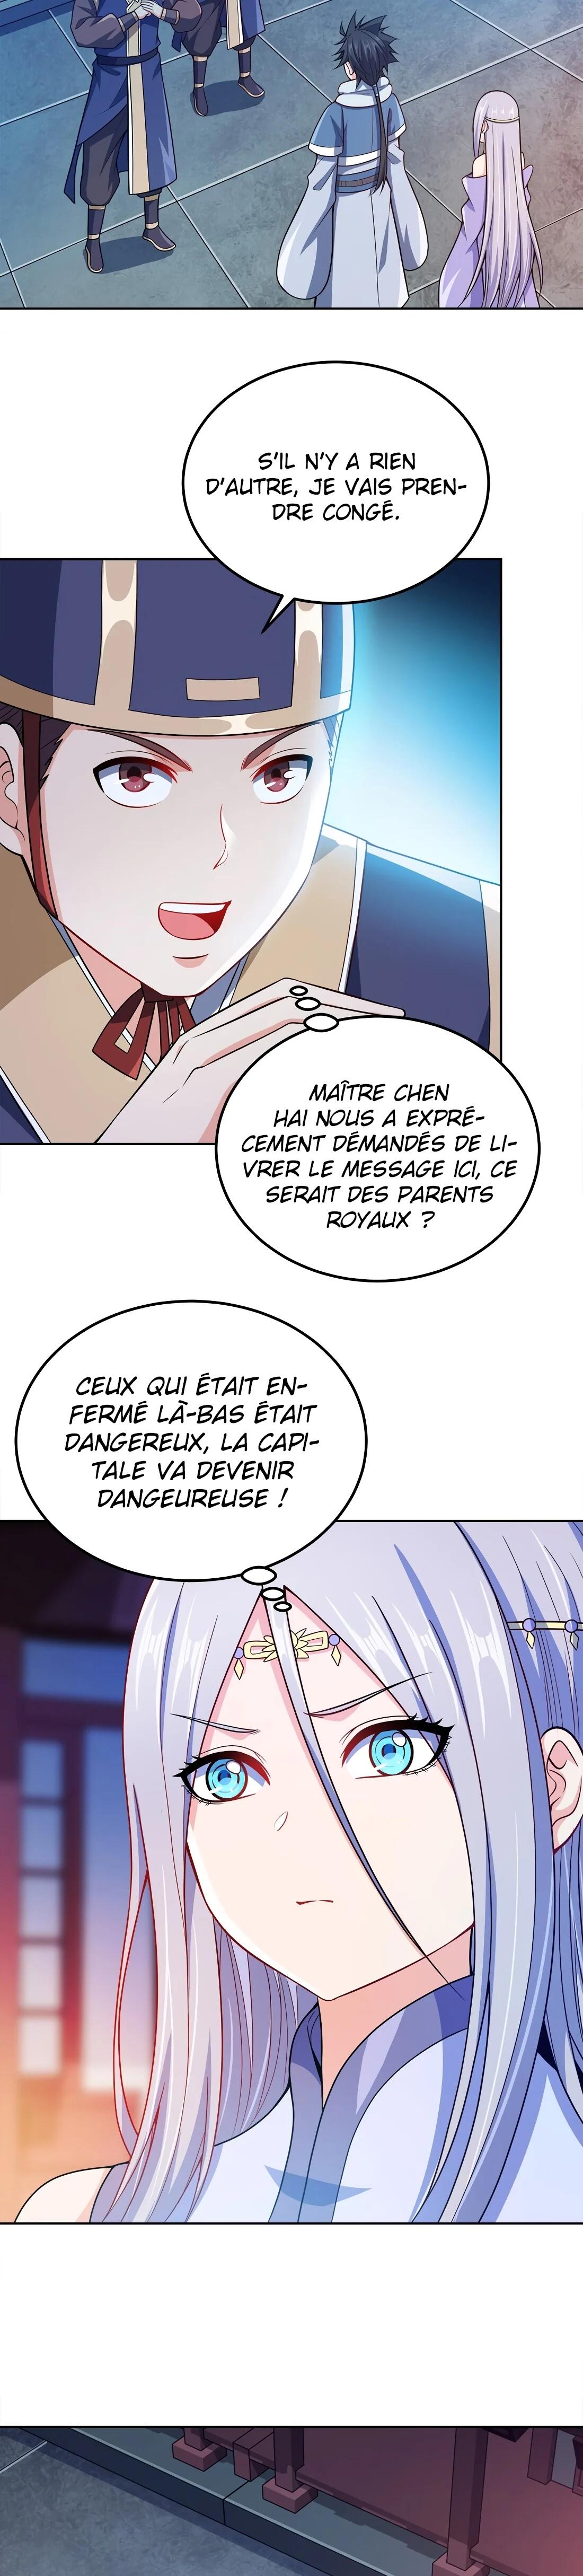 S'IL N'Y A RIEN
D'AUTRE, JE VAIS PREN-
DRE CONGÉ.
MAÎTRE CHEN
HAI NOUS A EXPRÉ-
CEMENT DÉMANDÉS DE LI-
VRER LE MESSAGE ICI, CE
SERAIT DES PARENTS
ROYAUX ?
CEUX QUI ÉTAIT EN-
FERMÉ LÀ-BAS ÉTAIT
DANGEREUX, LA CAPI-
TALE VA DEVENIR
DANGEUREUSE !